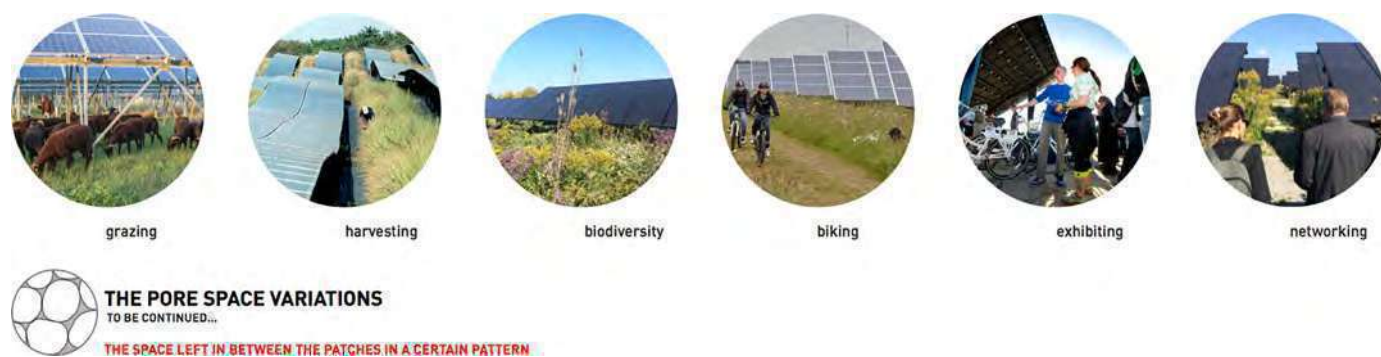 grazing
harvesting
biodiversity
biking
exhibiting
networking
THE PORE SPACE VARIATIONS
TO BE CONTINUED...
THE SPACE LEFT IN BETWEEN THE PATCHES IN A CERTAIN PATTERN